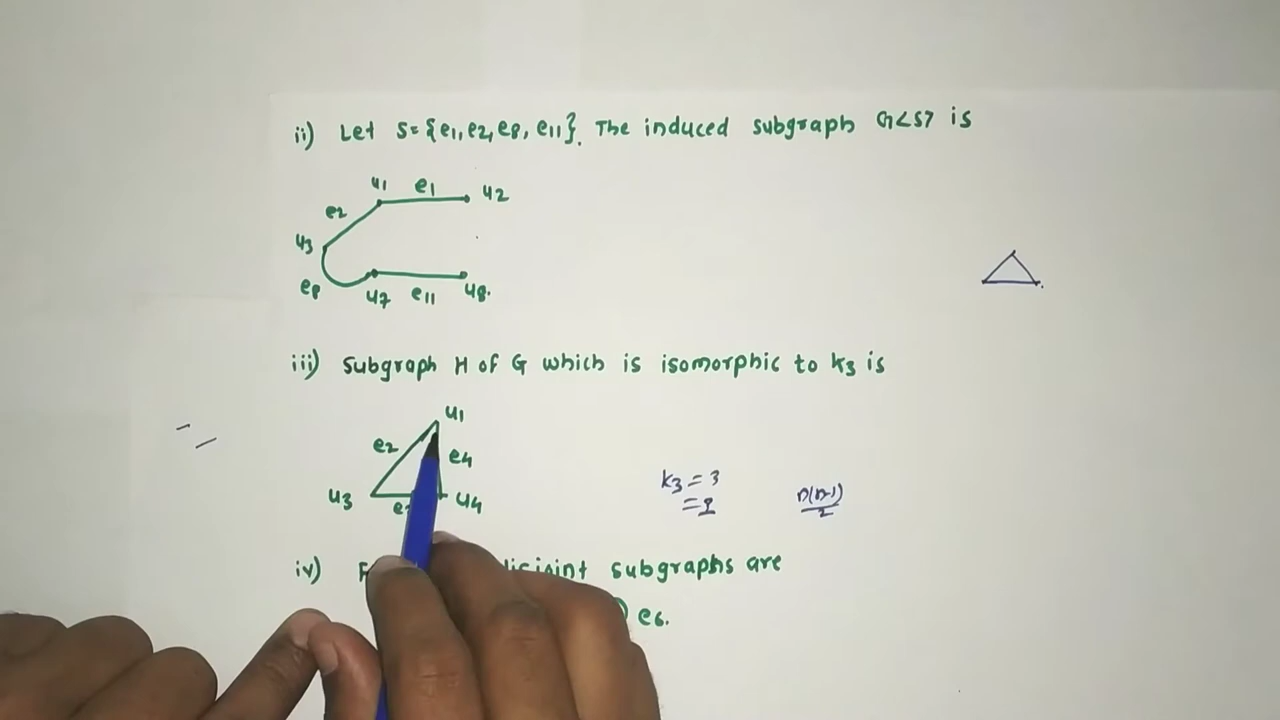 ii) Let S={e1,e2,e8,e11}. The induced subgraph G<S> is
u1 e1 u2
e2
u3
e8 u7 e11 u8.
iii) Subgraph H of G which is isomorphic to K3 is
u1
e2 e4
u3 u4
K3 = 3
n(n-1)
2
iv) subgraphs are
e6.